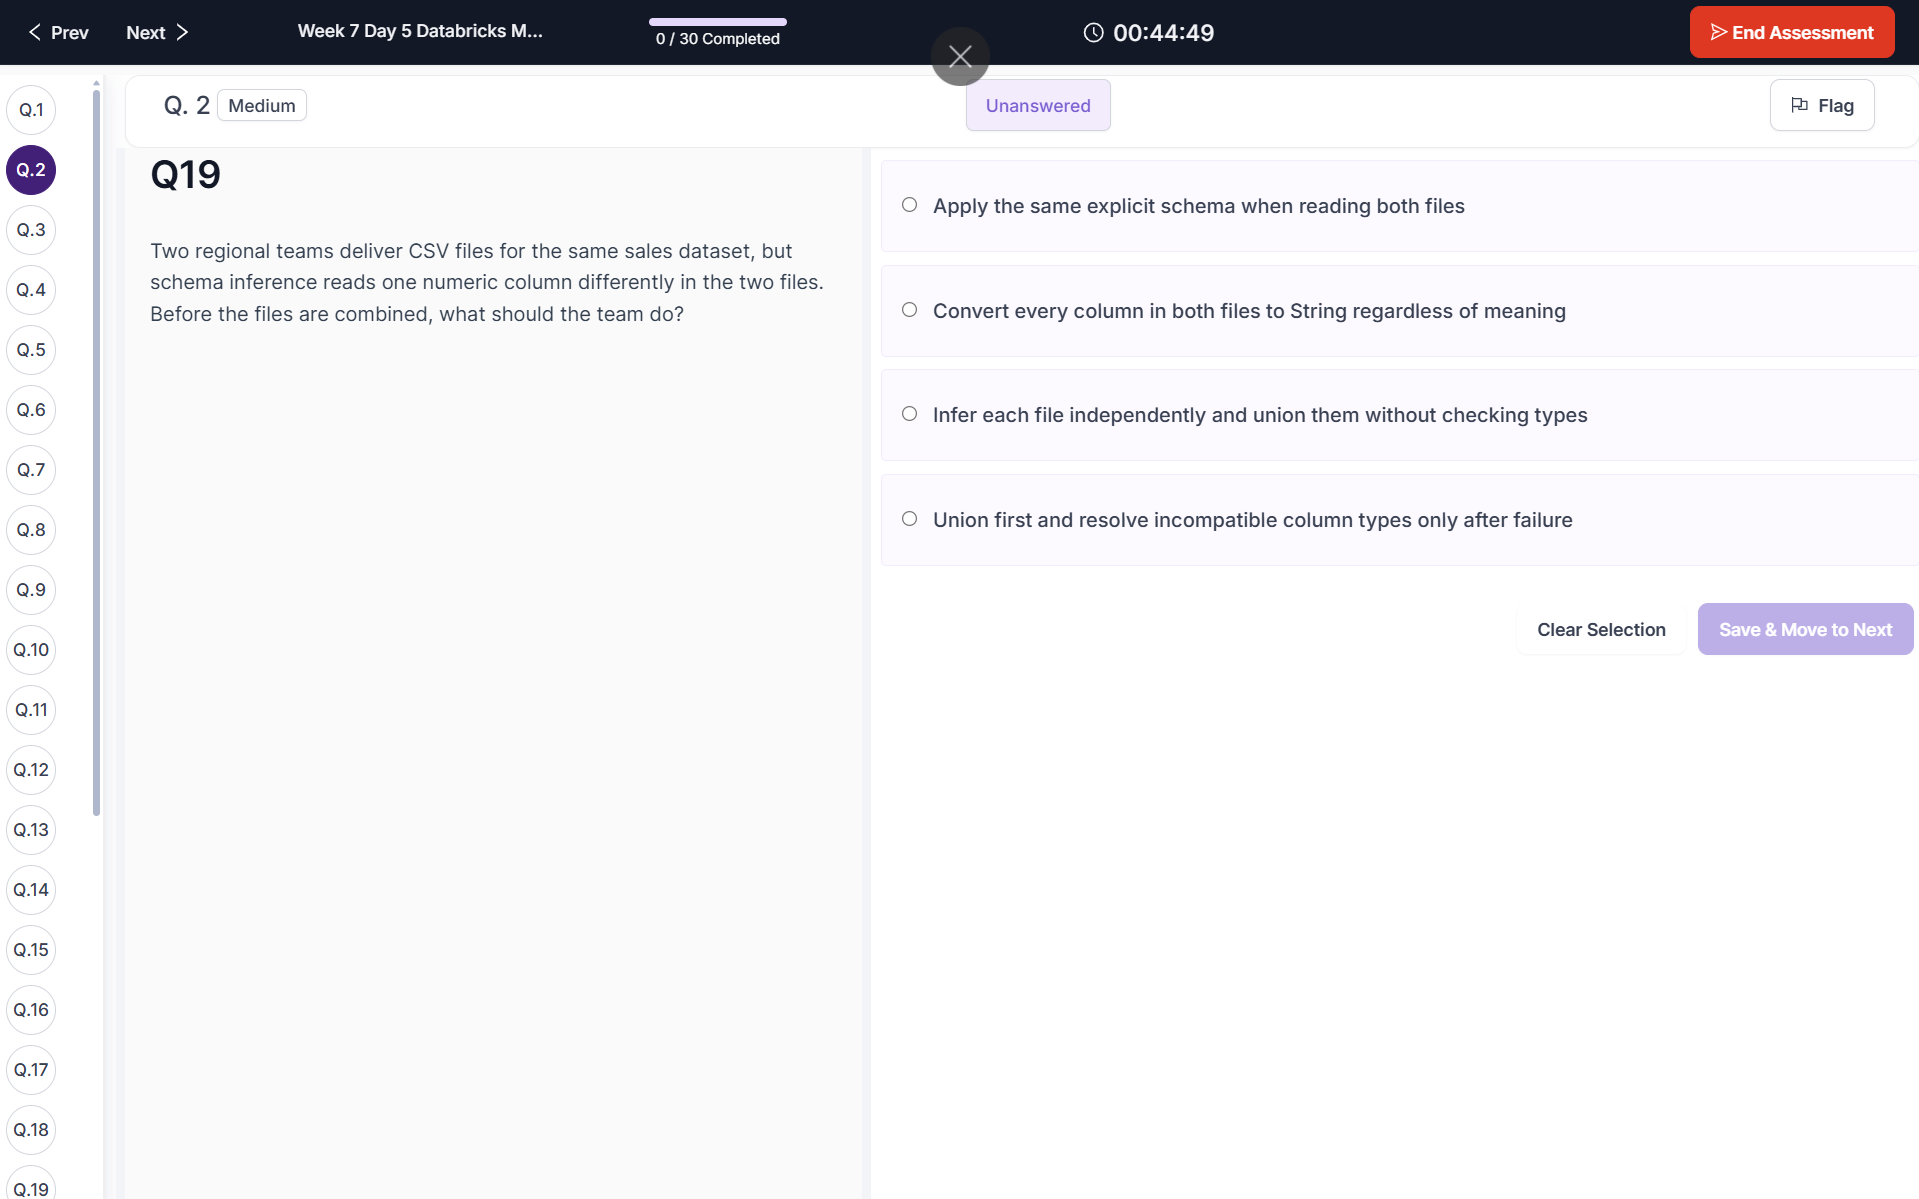 Prev
Next
Week 7 Day 5 Databricks M...
0 / 30 Completed
00:44:49
End Assessment
Q.1
Q.2
Q.3
Q.4
Q.5
Q.6
Q.7
Q.8
Q.9
Q.10
Q.11
Q.12
Q.13
Q.14
Q.15
Q.16
Q.17
Q.18
Q.19
Q. 2
Medium
Unanswered
Flag
Q19
Two regional teams deliver CSV files for the same sales dataset, but
schema inference reads one numeric column differently in the two files.
Before the files are combined, what should the team do?
Apply the same explicit schema when reading both files
Convert every column in both files to String regardless of meaning
Infer each file independently and union them without checking types
Union first and resolve incompatible column types only after failure
Clear Selection
Save & Move to Next